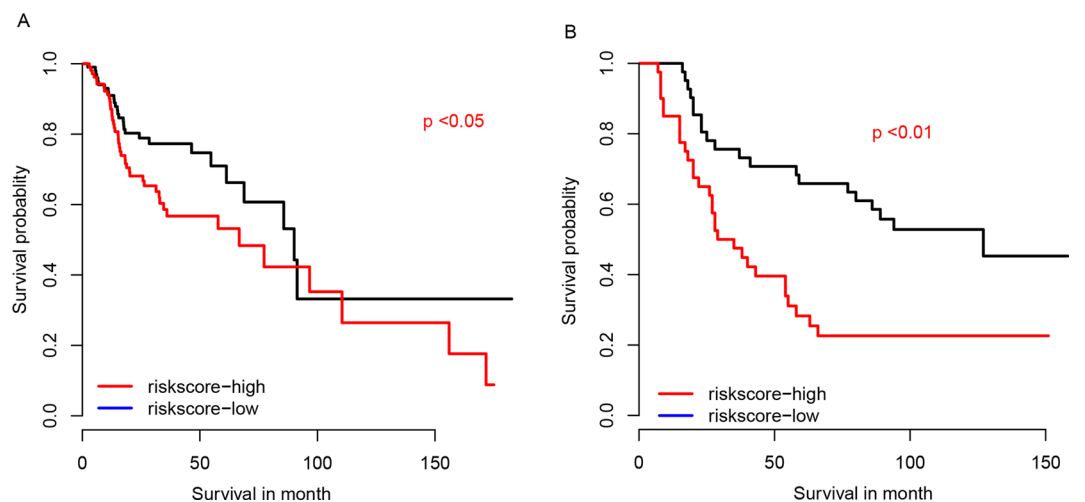 A
Survival probablity
1.0
0.8
0.6
0.4
0.2
0.0
p <0.05
riskscore−high
riskscore−low
0 50 100 150
Survival in month
B
Survival probablity
1.0
0.8
0.6
0.4
0.2
0.0
p <0.01
riskscore−high
riskscore−low
0 50 100 150
Survival in month